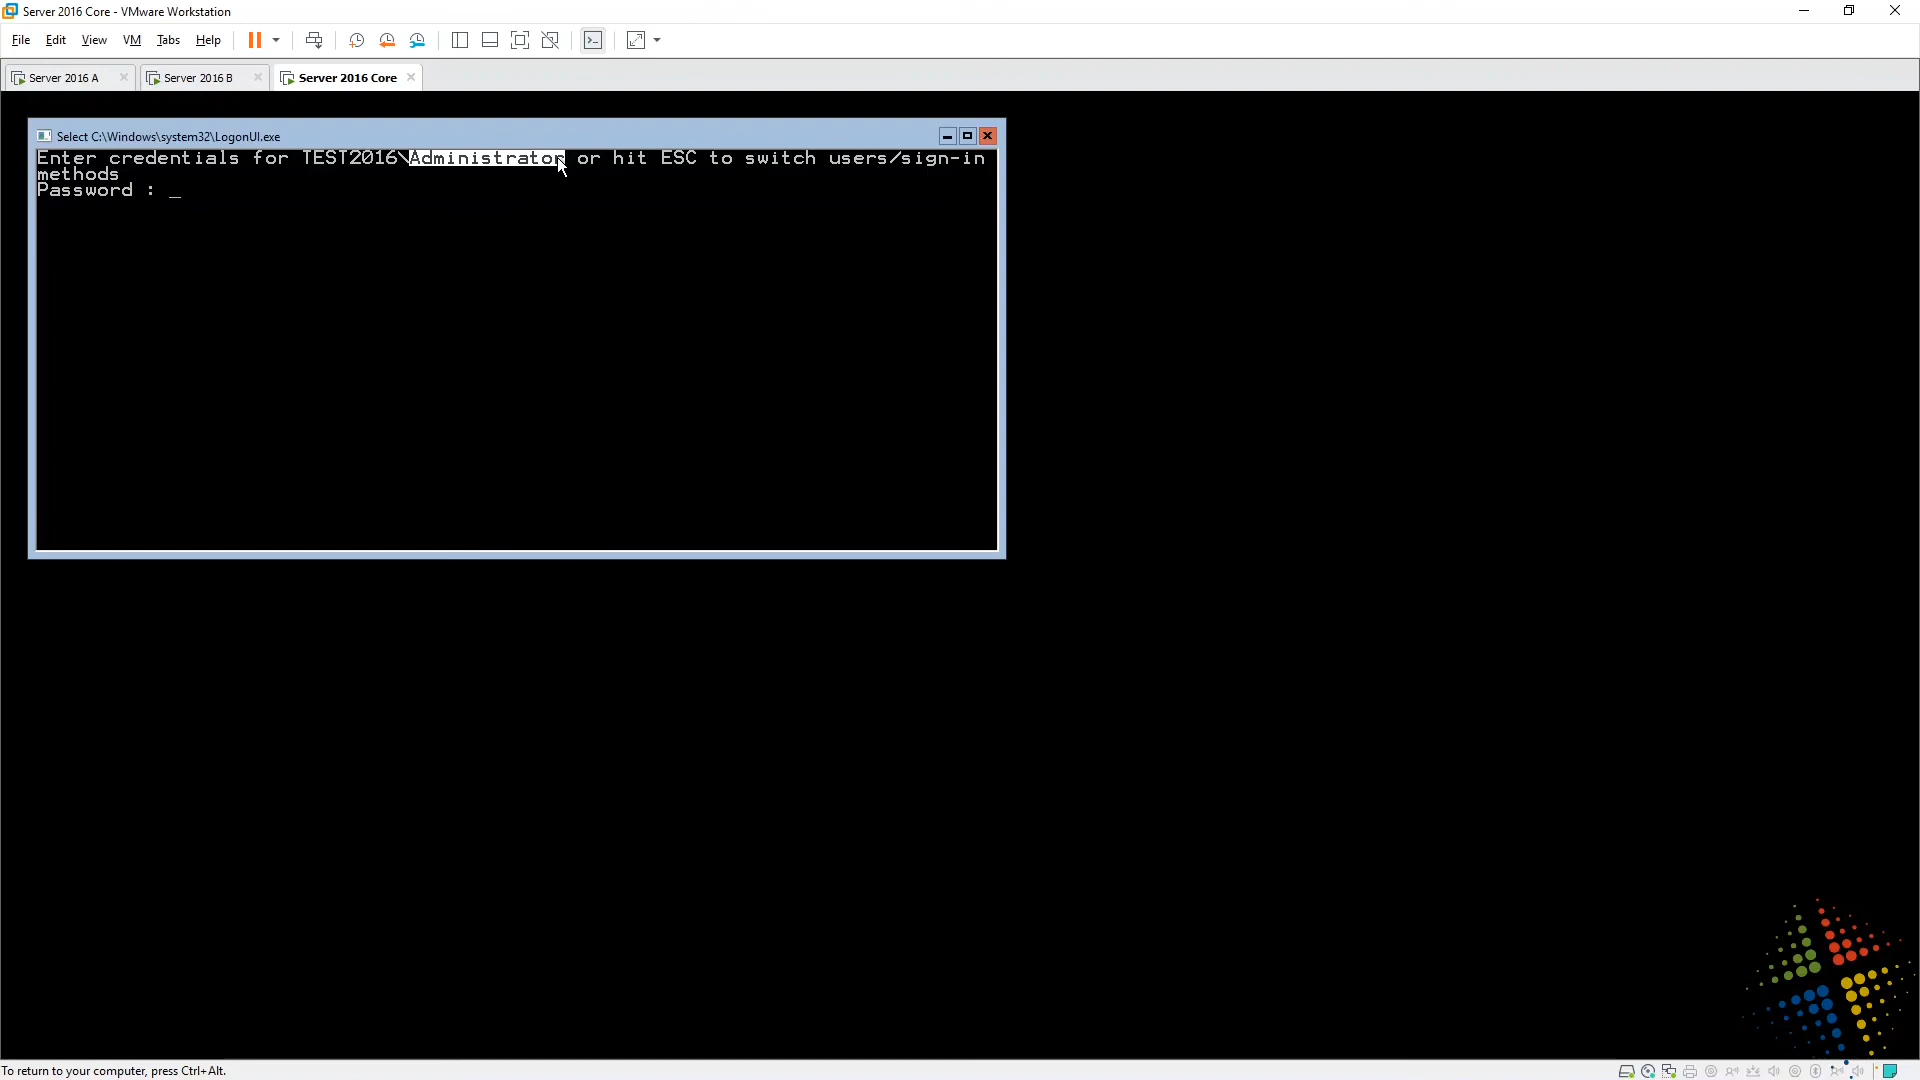 Server 2016 Core - VMware Workstation
File Edit View VM Tabs Help
Server 2016 A Server 2016 B Server 2016 Core
Select C:\Windows\system32\LogonUI.exe
Enter credentials for TEST2016\Administrator or hit ESC to switch users/sign-in
methods
Password : _
To return to your computer, press Ctrl+Alt.